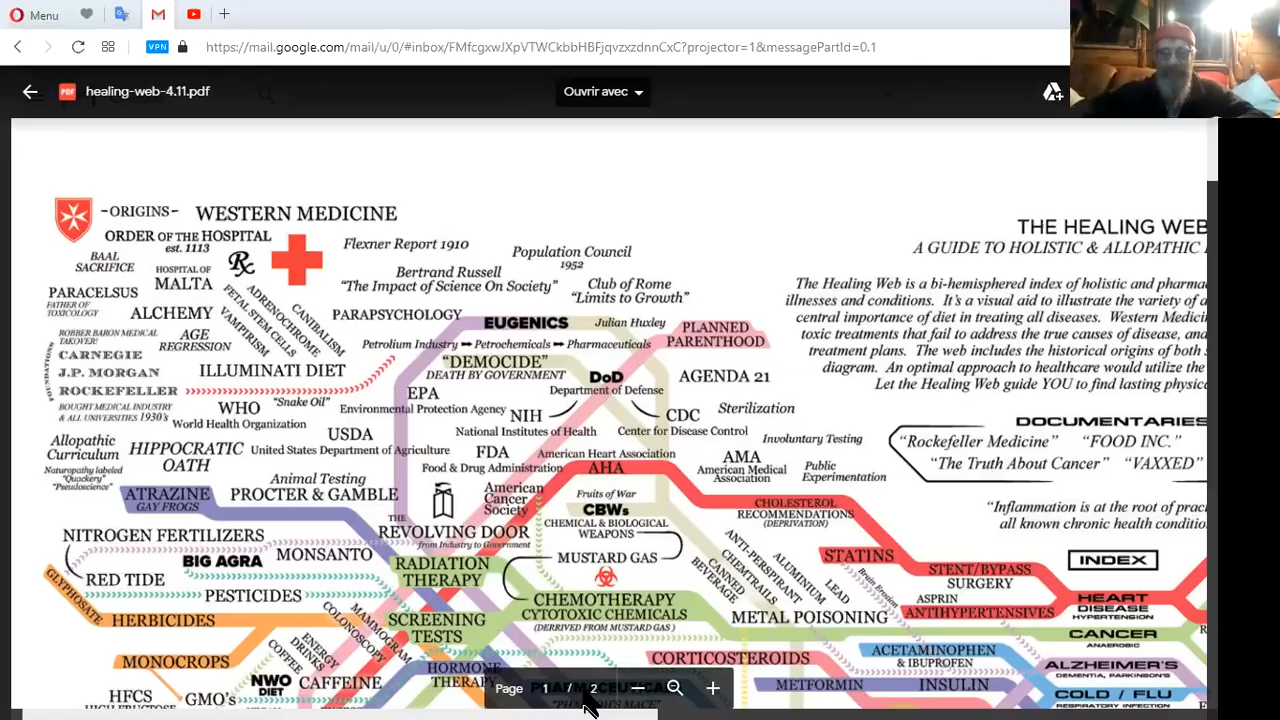 Menu
VPN
https://mail.google.com/mail/u/0/#inbox/FMfcgxwJXpVTWCkbbHBFjqvzxzdnnCxC?projector=1&messagePartId=0.1
PDF
healing-web-4.11.pdf
Ouvrir avec
-ORIGINS- WESTERN MEDICINE
ORDER OF THE HOSPITAL
est. 1113
BAAL
SACRIFICE
HOSPITAL OF
MALTA
Rx
PARACELSUS
FATHER OF
TOXICOLOGY
ALCHEMY
AGE
REGRESSION
VAMPIRISM
FETAL STEM CELLS
ADRENOCHROME
CANIBALISM
Flexner Report 1910
Bertrand Russell
"The Impact of Science On Society"
Population Council
1952
Club of Rome
"Limits to Growth"
PARAPSYCHOLOGY
EUGENICS
Julian Huxley
PLANNED
PARENTHOOD
ROBBER BARON MEDICAL
TAKEOVER!
FOUNDATIONS
CARNEGIE
J.P. MORGAN
ROCKEFELLER
BOUGHT MEDICAL INDUSTRY
& ALL UNIVERSITIES 1930's
ILLUMINATI DIET
"Snake Oil"
Petrolium Industry Petrochemicals Pharmaceuticals
"DEMOCIDE"
DEATH BY GOVERNMENT
DoD
Department of Defense
AGENDA 21
EPA
Environmental Protection Agency
WHO
World Health Organization
NIH
National Institutes of Health
CDC
Center for Disease Control
Sterilization
Involuntary Testing
USDA
United States Department of Agriculture
FDA
Food & Drug Administration
American Heart Association
AHA
AMA
American Medical
Association
Public
Experimentation
Allopathic
Curriculum
Naturopathy labeled
"Quackery"
"Pseudoscience"
HIPPOCRATIC
OATH
Animal Testing
PROCTER & GAMBLE
ATRAZINE
GAY FROGS
American
Cancer
Society
THE
REVOLVING DOOR
from Industry to Government
Fruits of War
CBWs
CHEMICAL & BIOLOGICAL
WEAPONS
MUSTARD GAS
CHOLESTEROL
RECOMMENDATIONS
(DEPRIVATION)
NITROGEN FERTILIZERS
MONSANTO
BIG AGRA
RED TIDE
PESTICIDES
GLYPHOSATE
HERBICIDES
MONOCROPS
HFCS
HIGH FRUCTOSE
GMO's
COFFEE
ENERGY
DRINKS
COLONOSCOPY
MAMMOGRAM
NWO
DIET
CAFFEINE
RADIATION
THERAPY
SCREENING
TESTS
HORMONE
THERAPY
CHEMOTHERAPY
CYTOTOXIC CHEMICALS
(DERRIVED FROM MUSTARD GAS)
ANTI-PERSPIRANT
CHEMTRAILS
CANNED
BEVERAGE
ALUMINIUM
LEAD
METAL POISONING
Brain Erosion
STATINS
STENT/BYPASS
SURGERY
ASPRIN
ANTIHYPERTENSIVES
CORTICOSTEROIDS
ACETAMINOPHEN
& IBUPROFEN
METFORMIN
INSULIN
INDEX
HEART
DISEASE
HYPERTENSION
CANCER
ANAEROBIC
ALZHEIMER'S
DEMENTIA, PARKINSON'S
COLD / FLU
RESPIRATORY INFECTION
THE HEALING WEB
A GUIDE TO HOLISTIC & ALLOPATHIC
The Healing Web is a bi-hemisphered index of holistic and pharma
illnesses and conditions. It's a visual aid to illustrate the variety of
central importance of diet in treating all diseases. Western Medicin
toxic treatments that fail to address the true causes of disease, an
treatment plans. The web includes the historical origins of both
diagram. An optimal approach to healthcare would utilize the
Let the Healing Web guide YOU to find lasting physic
DOCUMENTARIES
"Rockefeller Medicine" "FOOD INC."
"The Truth About Cancer" "VAXXED"
"Inflammation is at the root of prac
all known chronic health conditio
Page 1 / 2